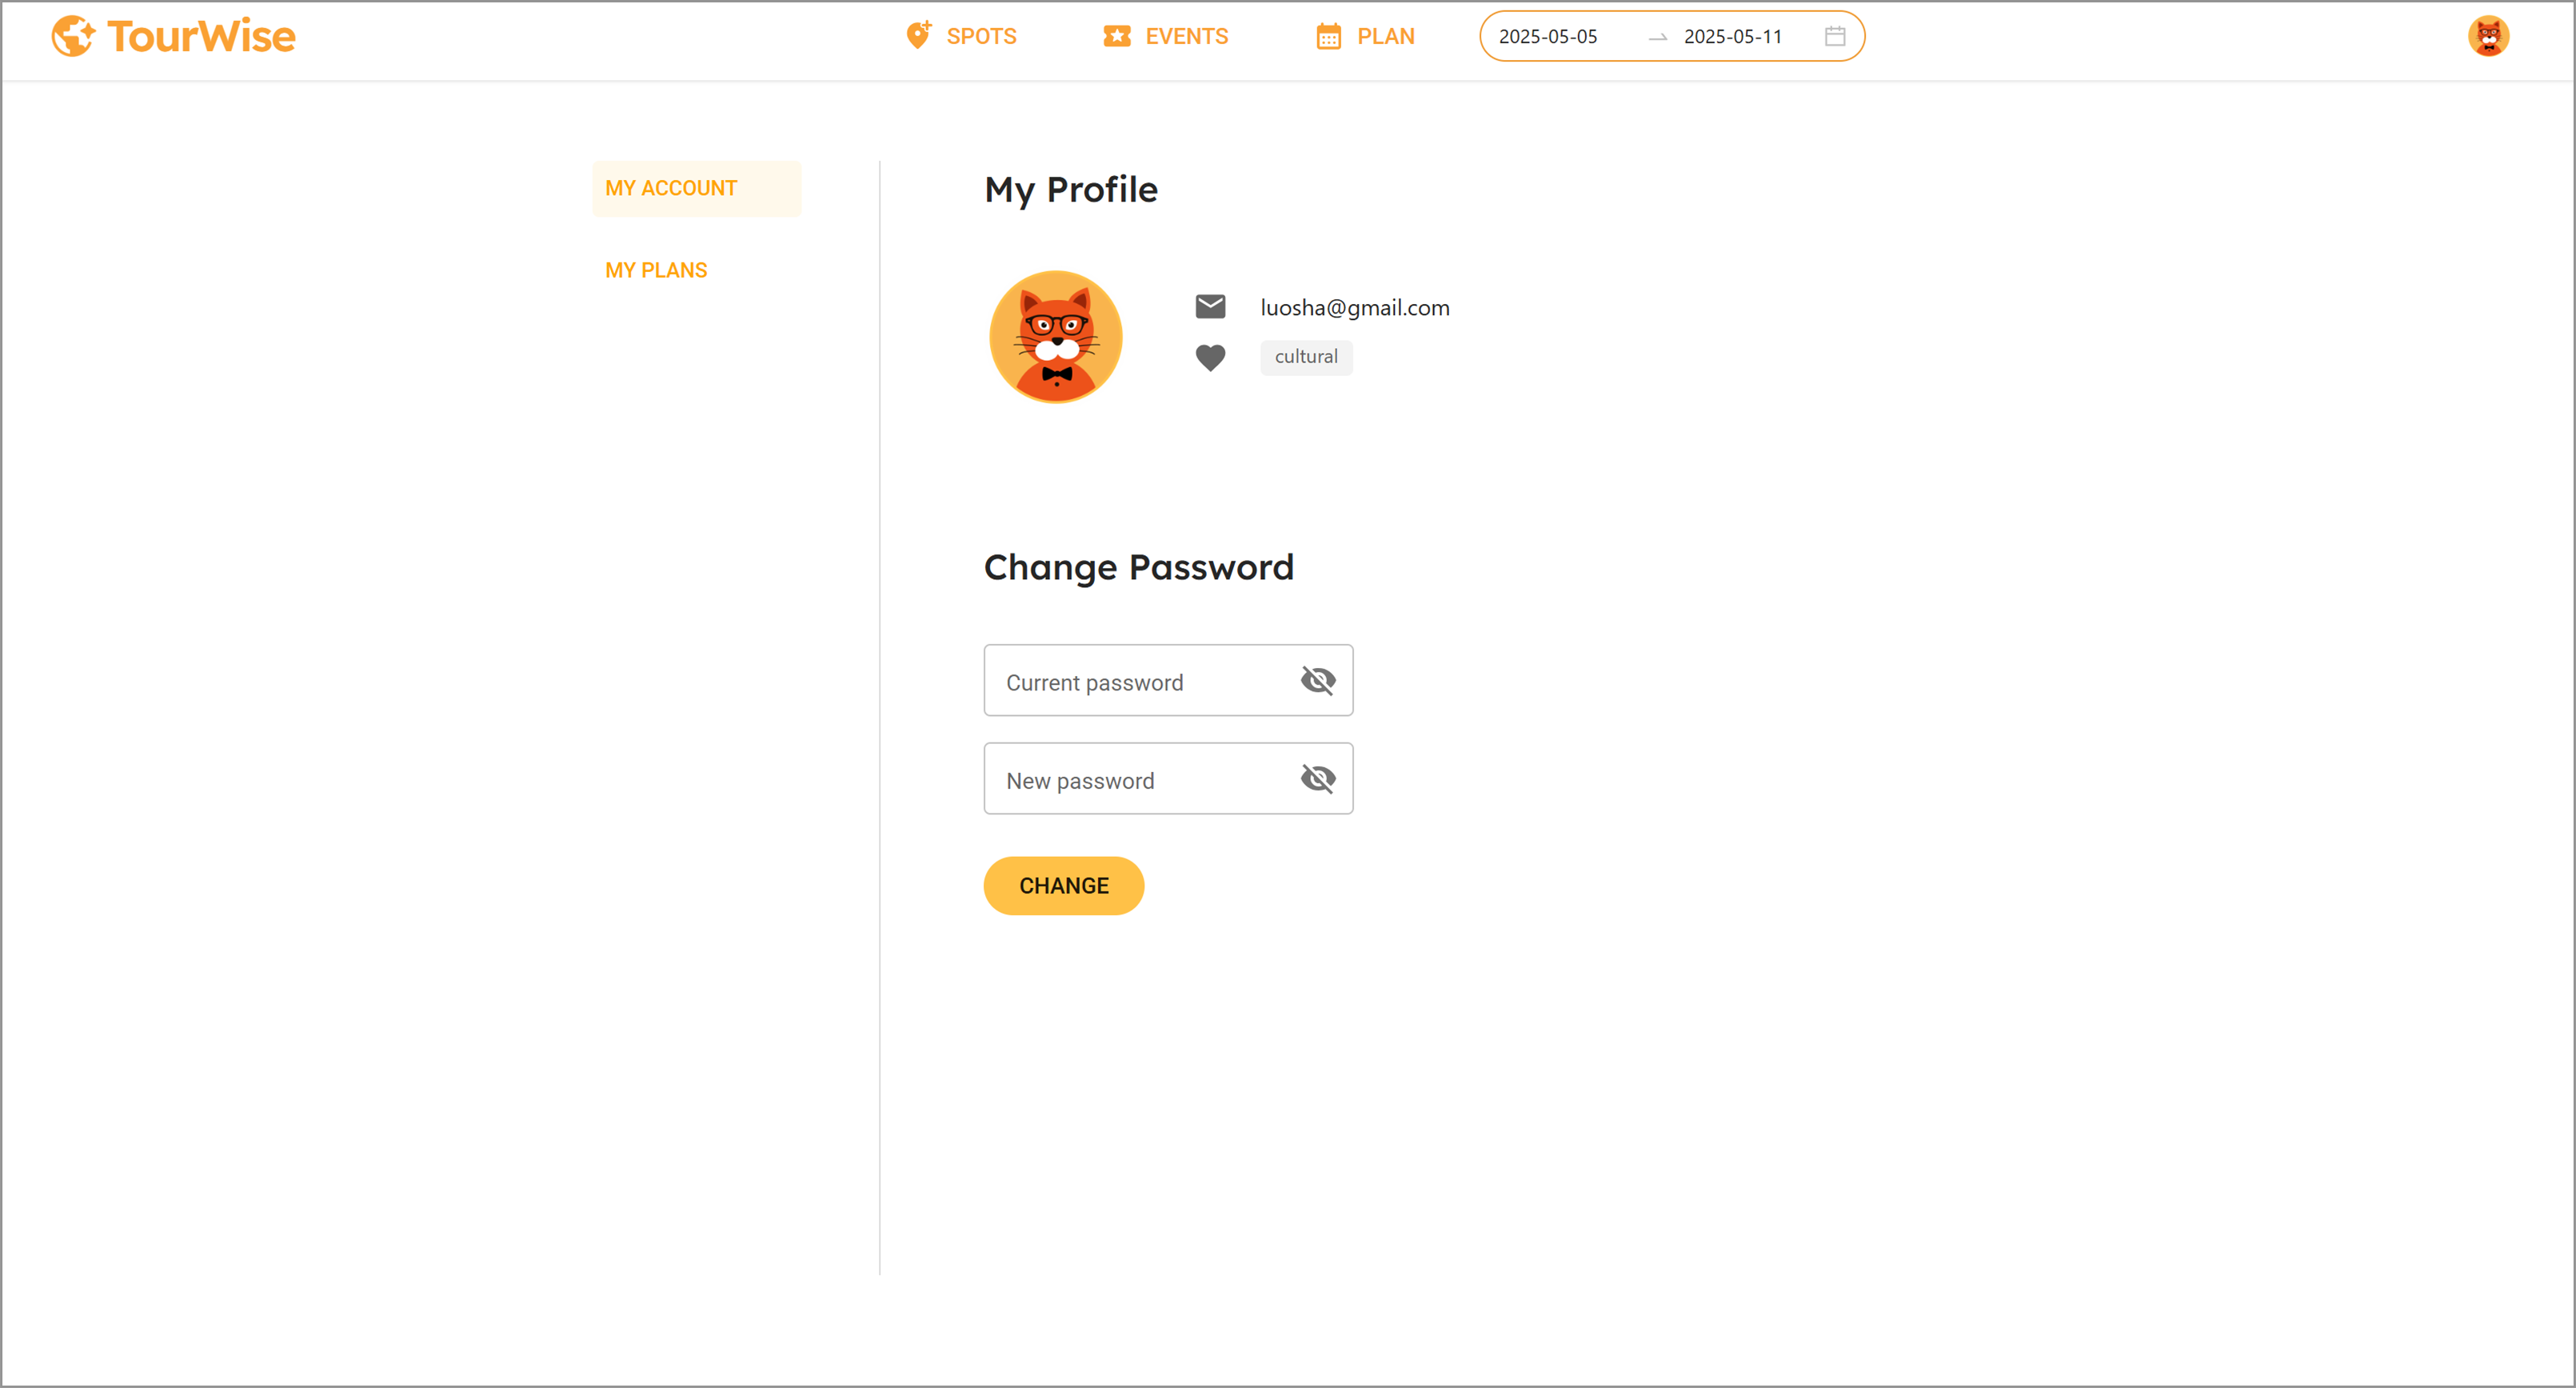 TourWise
SPOTS
EVENTS
PLAN
2025-05-05
2025-05-11
MY ACCOUNT
MY PLANS
My Profile
luosha@gmail.com
cultural
Change Password
Current password
New password
CHANGE